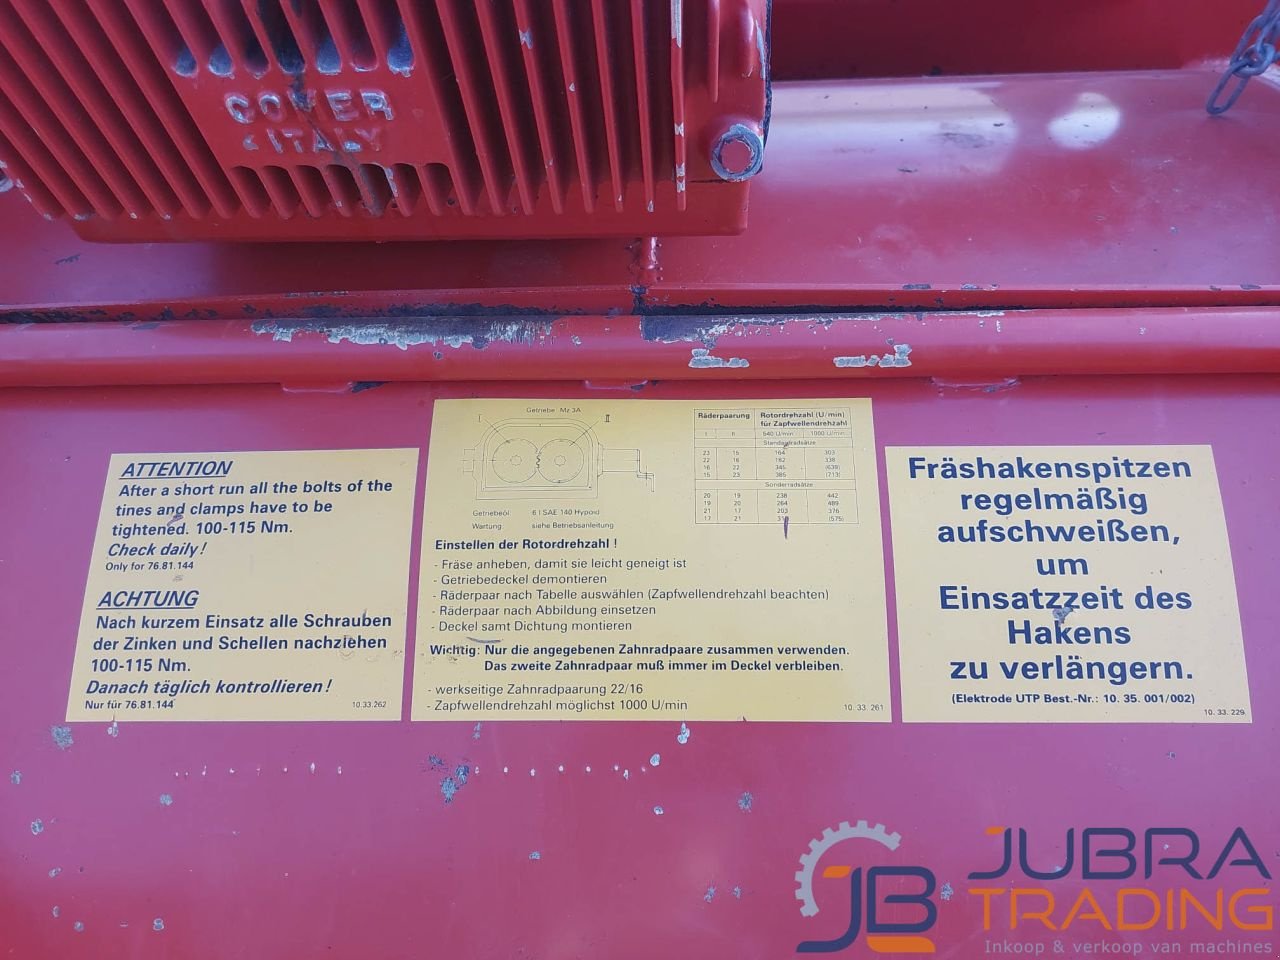 COMER
ITALY
ATTENTION
After a short run all the bolts of the
tines and clamps have to be
tightened. 100-115 Nm.
Check daily!
Only for 76.81.144
ACHTUNG
Nach kurzem Einsatz alle Schrauben
der Zinken und Schellen nachziehen
100-115 Nm.
Danach täglich kontrollieren!
Nur für 76.81.144
10.33.262
Getriebe Mz 3A
I II
Getriebeöl 6 l SAE 140 Hypoid
Wartung: siehe Betriebsanleitung
Räderpaarung Rotordrehzahl (U/min)
für Zapfwellendrehzahl
I II 540 U/min 1000 U/min
Standardradsätze
23 15 164 303
22 16 182 338
16 22 345 (639)
15 23 385 (713)
Sonderradsätze
20 19 238 442
19 20 264 489
21 17 203 376
17 21 (575)
Einstellen der Rotordrehzahl !
- Fräse anheben, damit sie leicht geneigt ist
- Getriebedeckel demontieren
- Räderpaar nach Tabelle auswählen (Zapfwellendrehzahl beachten)
- Räderpaar nach Abbildung einsetzen
- Deckel samt Dichtung montieren
Wichtig: Nur die angegebenen Zahnradpaare zusammen verwenden.
Das zweite Zahnradpaar muß immer im Deckel verbleiben.
- werkseitige Zahnradpaarung 22/16
- Zapfwellendrehzahl möglichst 1000 U/min
10. 33. 261
Fräshakenspitzen
regelmäßig
aufschweißen,
um
Einsatzzeit des
Hakens
zu verlängern.
(Elektrode UTP Best.-Nr.: 10. 35. 001/002)
10. 33. 229
JB JUBRA
TRADING
Inkoop & verkoop van machines